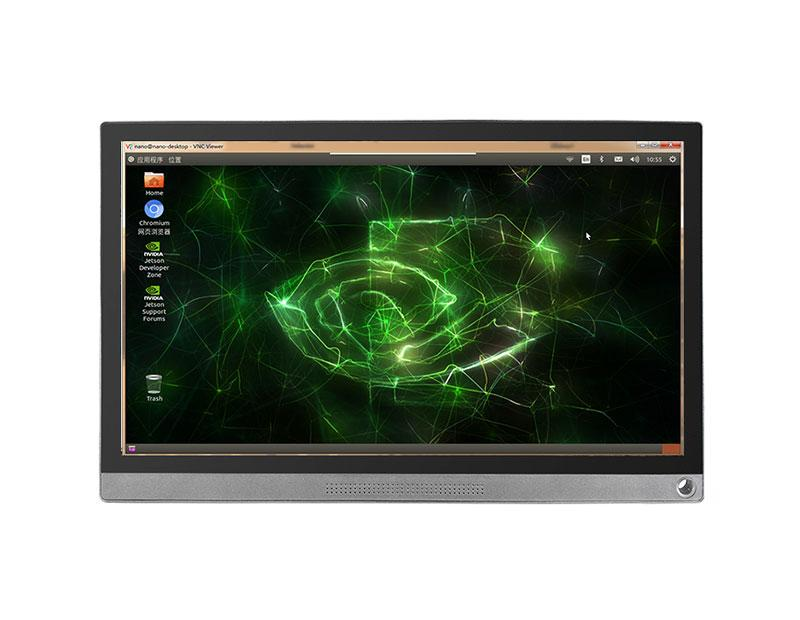 nano@nano-desktop - VNC Viewer
应用程序 位置
En
10:55
Home
Chromium
网页浏览器
NVIDIA
Jetson
Developer
Zone
NVIDIA
Jetson
Support
Forums
Trash